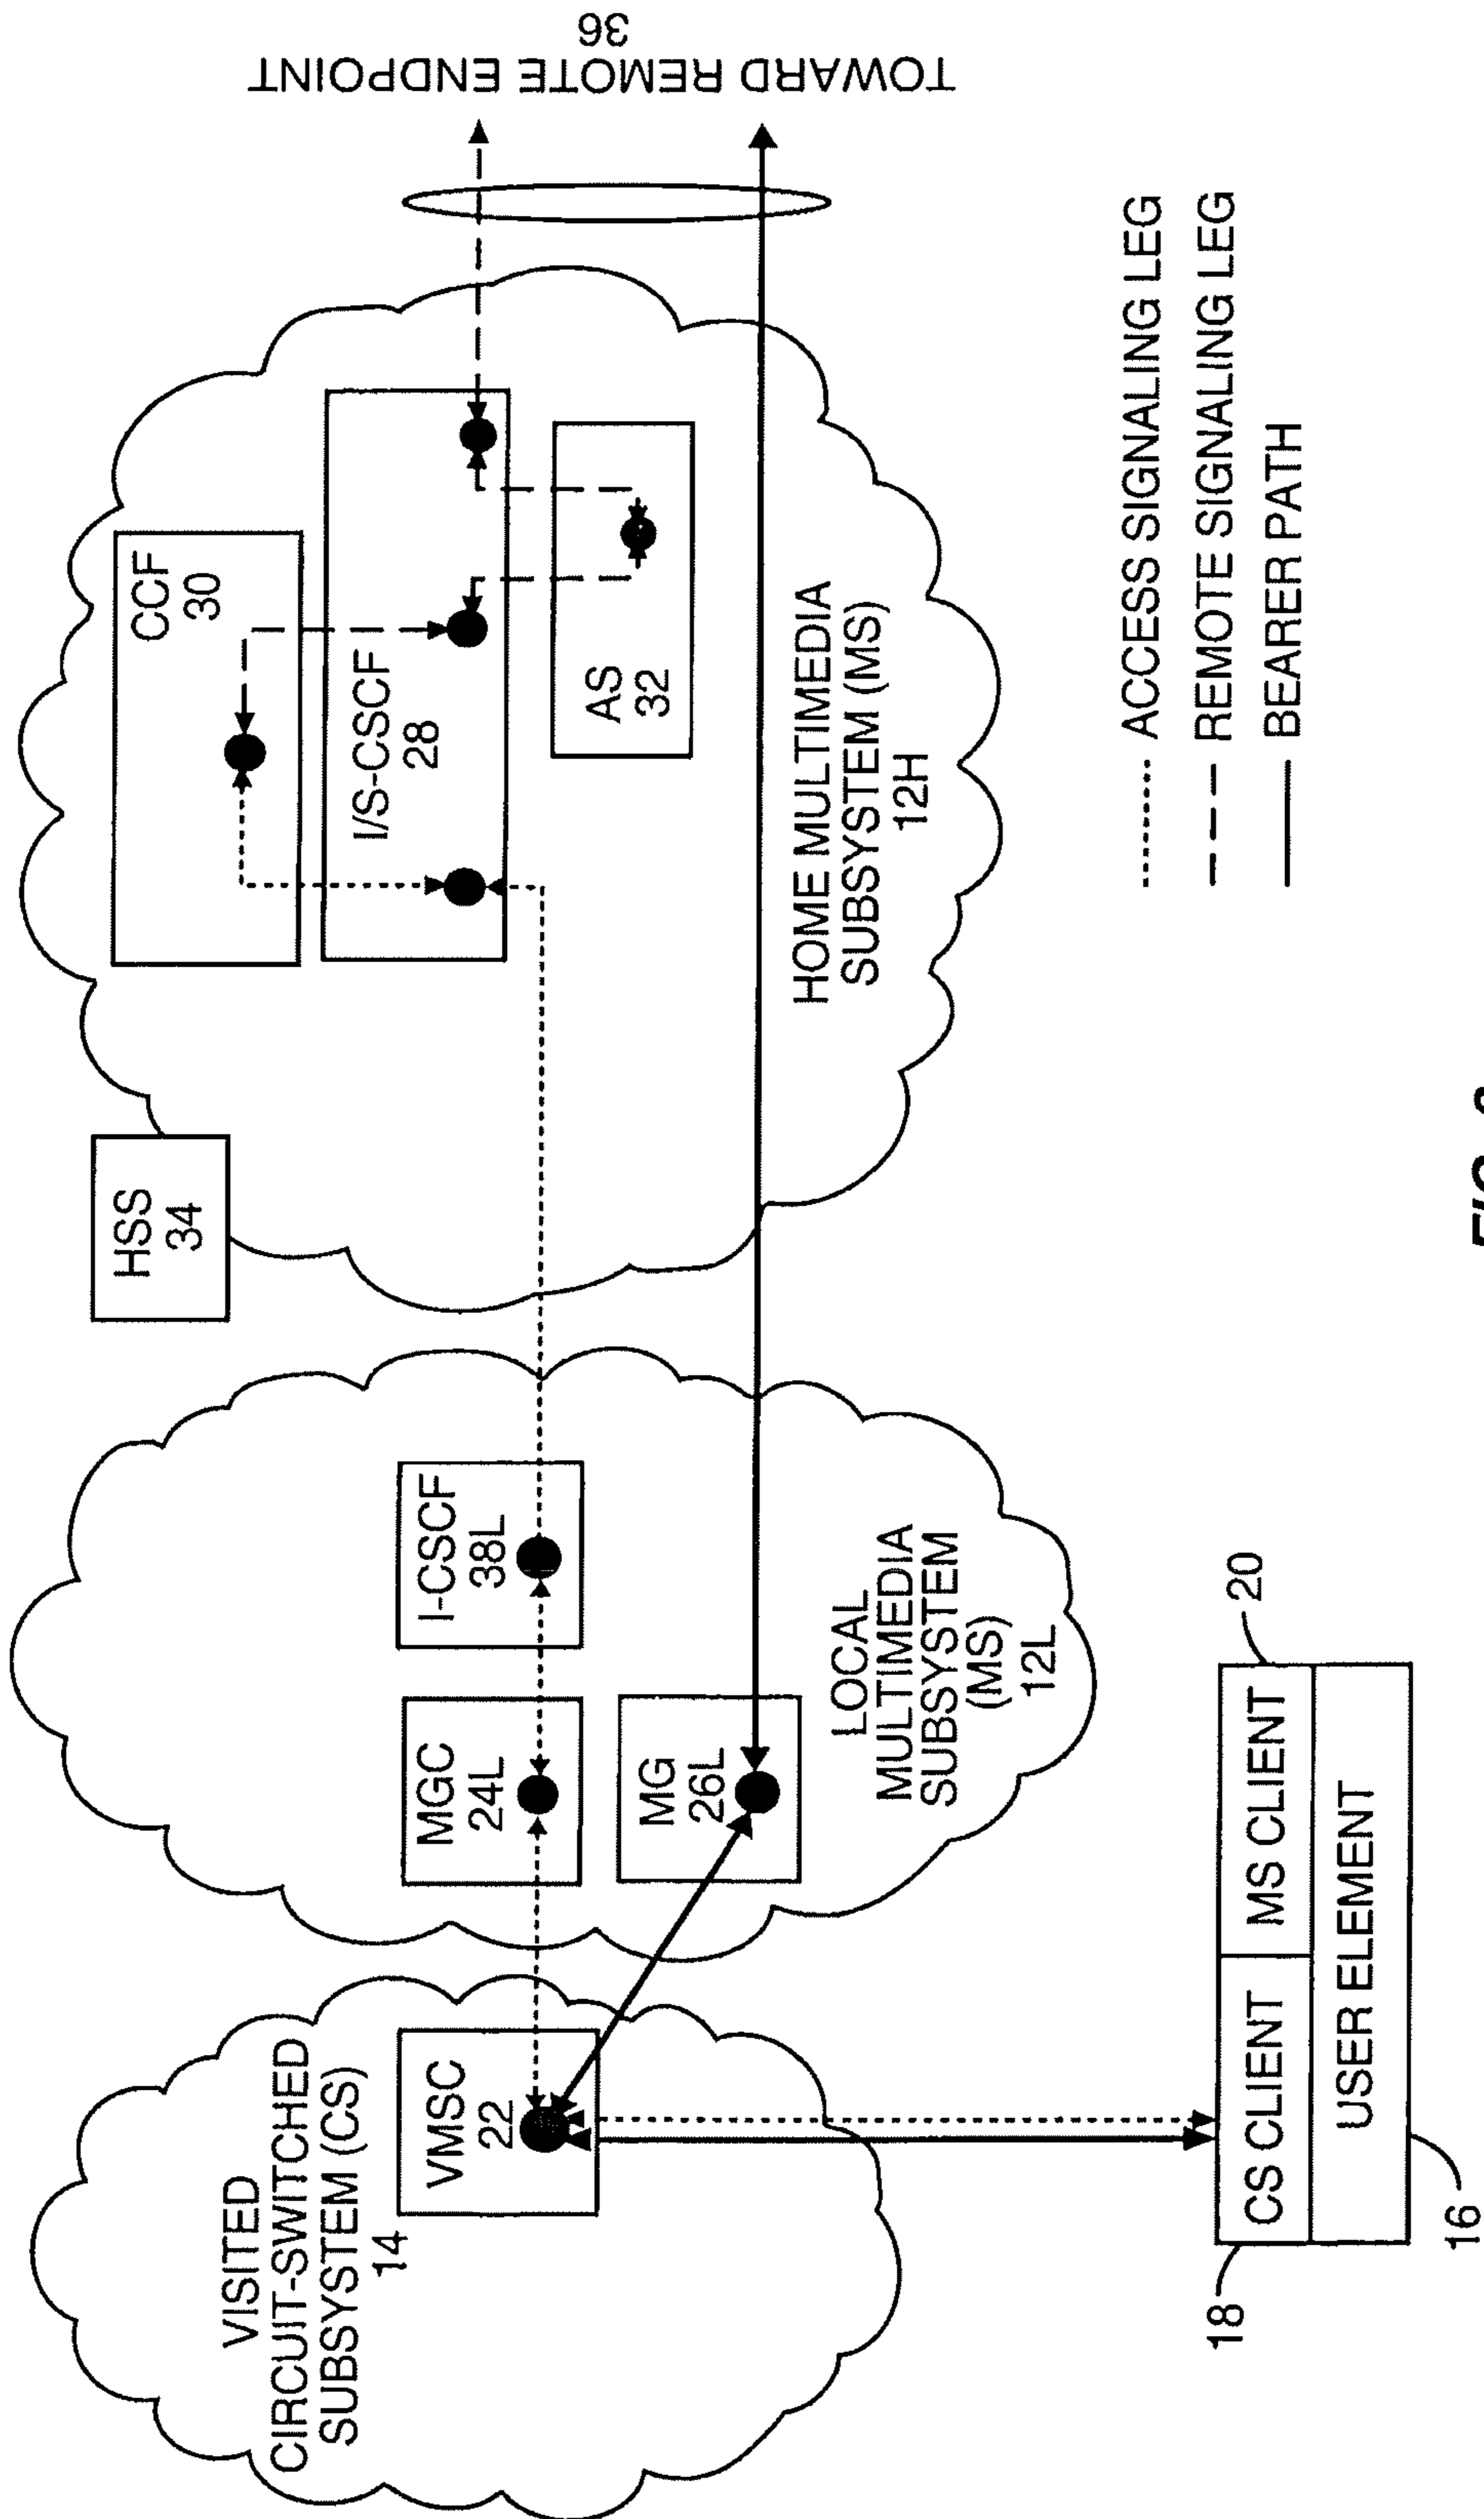 VISITED
CIRCUIT-SWITCHED
SUBSYSTEM (CS)
14
VMSC
22
MGC
24L
I-CSCF
38L
MG
26L
LOCAL
MULTIMEDIA
SUBSYSTEM
(MS)
12L
HSS
34
CCF
30
I/S-CSCF
28
AS
32
HOME MULTIMEDIA
SUBSYSTEM (MS)
12H
TOWARD REMOTE ENDPOINT
36
18
CS CLIENT
MS CLIENT
20
USER ELEMENT
16
ACCESS SIGNALING LEG
REMOTE SIGNALING LEG
BEARER PATH